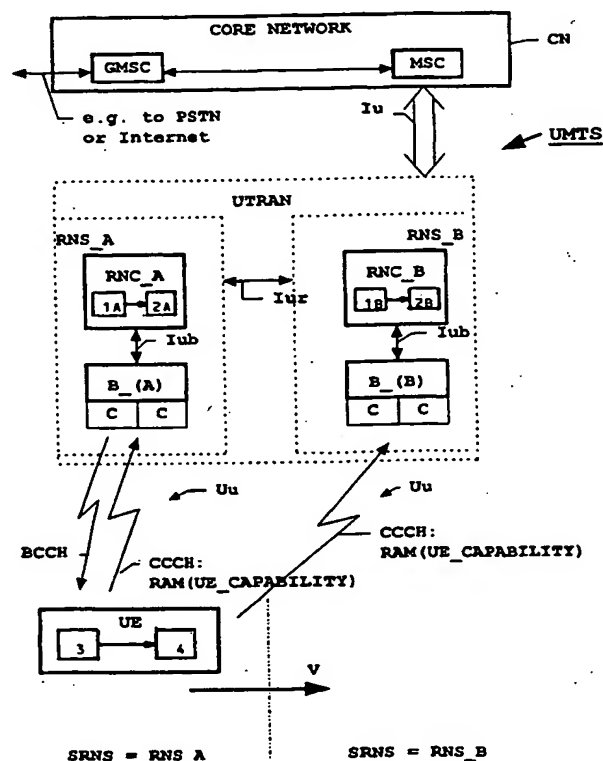 CORE NETWORK
CN
GMSC
MSC
e.g. to PSTN
or Internet
Iu
UMTS
UTRAN
RNS_A
RNS_B
RNC_A
RNC_B
1A
2A
Iur
1B
2B
Iub
Iub
B_(A)
B_(B)
C
C
C
C
Uu
Uu
BCCH
CCCH:
RAM(UE_CAPABILITY)
CCCH:
RAM(UE_CAPABILITY)
UE
3
4
V
SRNS = RNS_A
SRNS = RNS_B